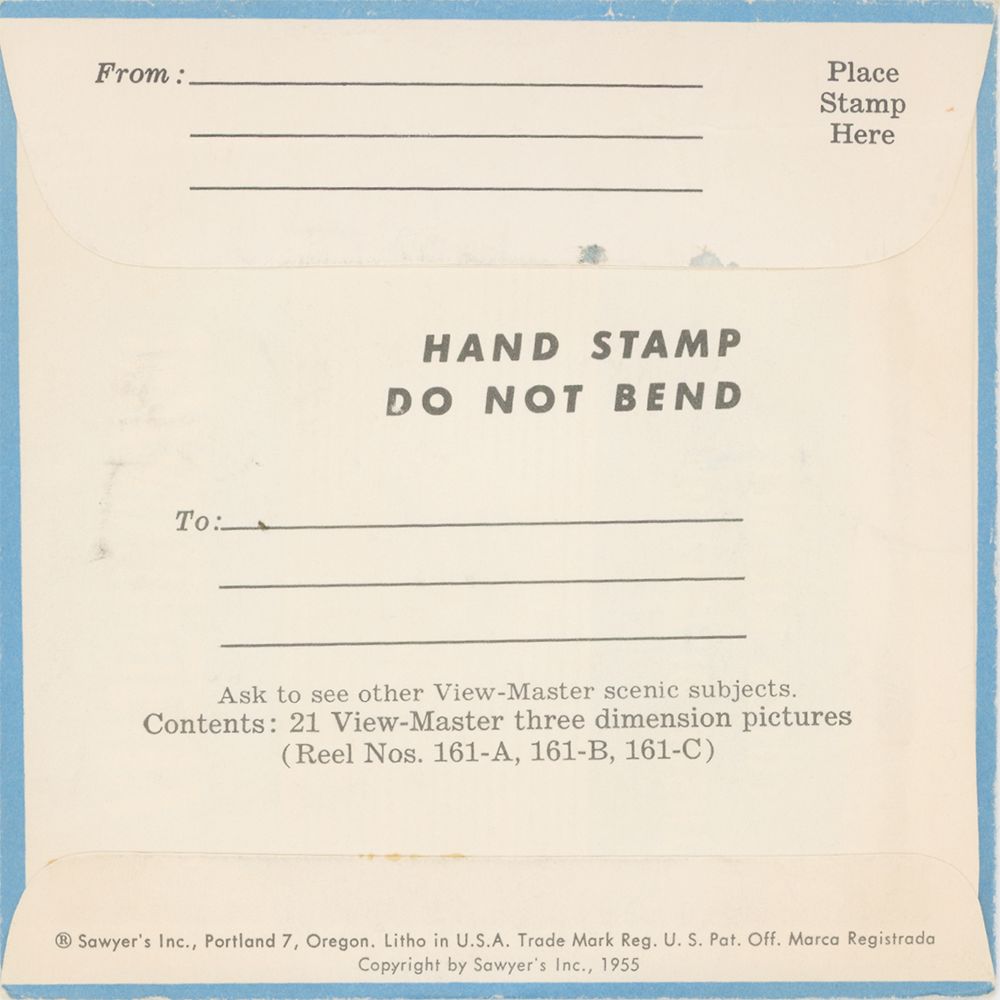 From :
Place
Stamp
Here
HAND STAMP
DO NOT BEND
To:
Ask to see other View-Master scenic subjects.
Contents: 21 View-Master three dimension pictures
(Reel Nos. 161-A, 161-B, 161-C)
® Sawyer's Inc., Portland 7, Oregon. Litho in U.S.A. Trade Mark Reg. U. S. Pat. Off. Marca Registrada
Copyright by Sawyer's Inc., 1955